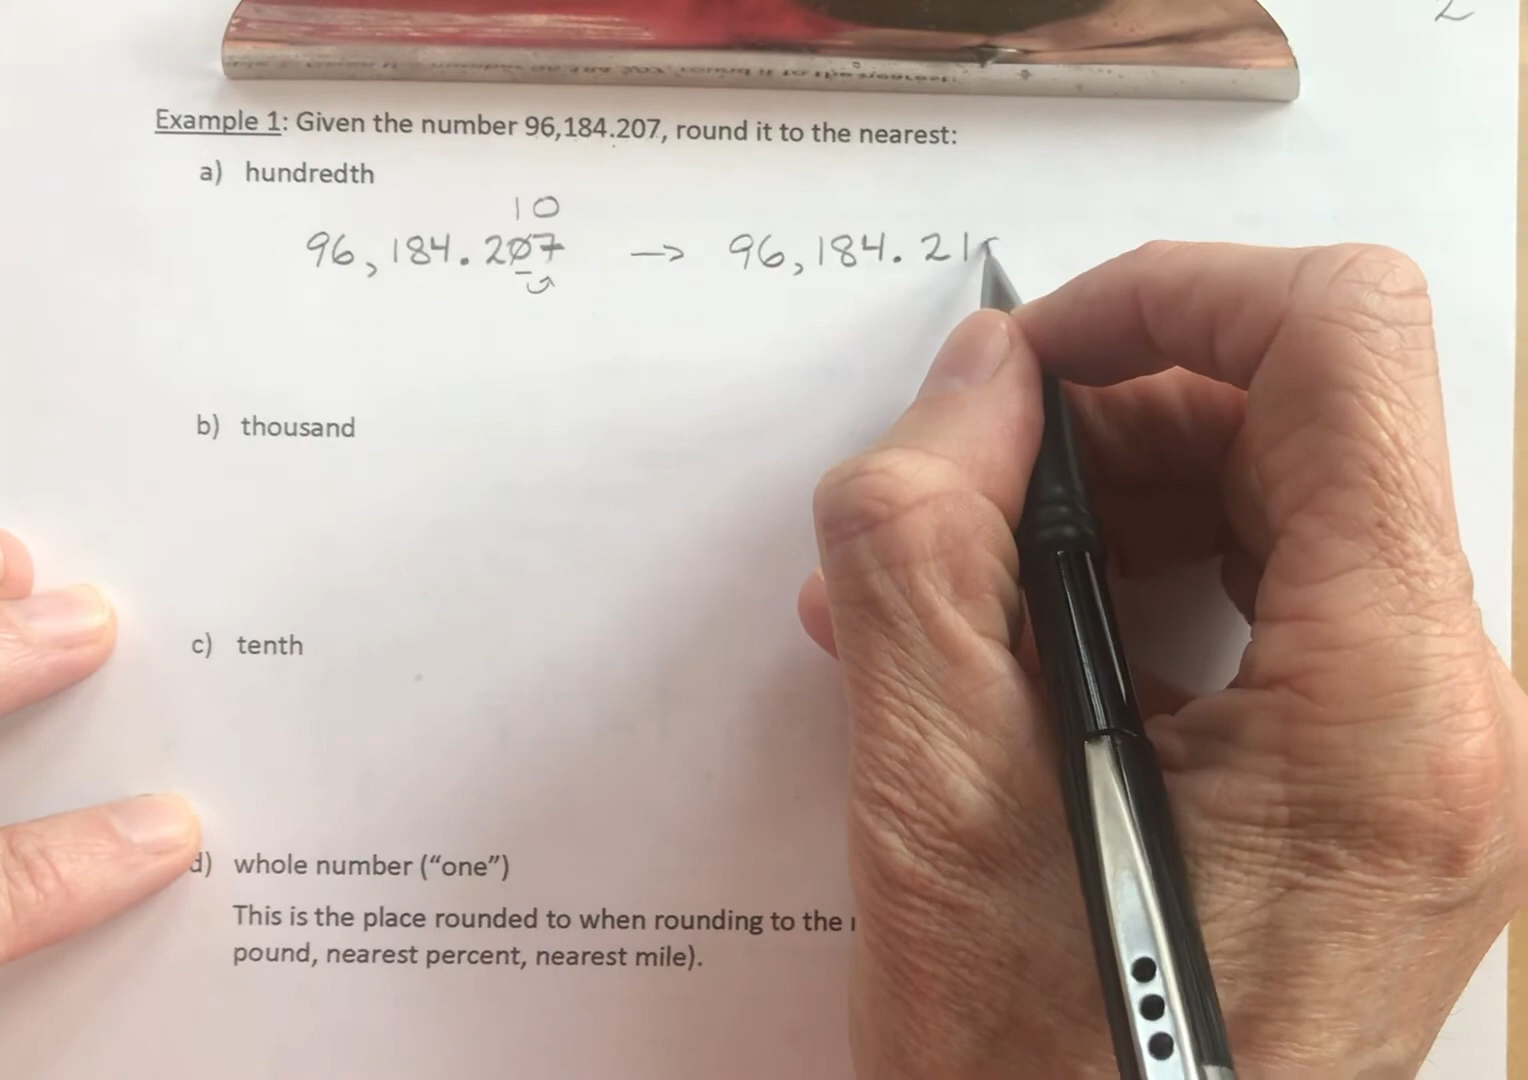 Example 1: Given the number 96,184.207, round it to the nearest:
a) hundredth
10
96,184.207 → 96,184.21
b) thousand
c) tenth
d) whole number (“one”)
This is the place rounded to when rounding to the
pound, nearest percent, nearest mile).